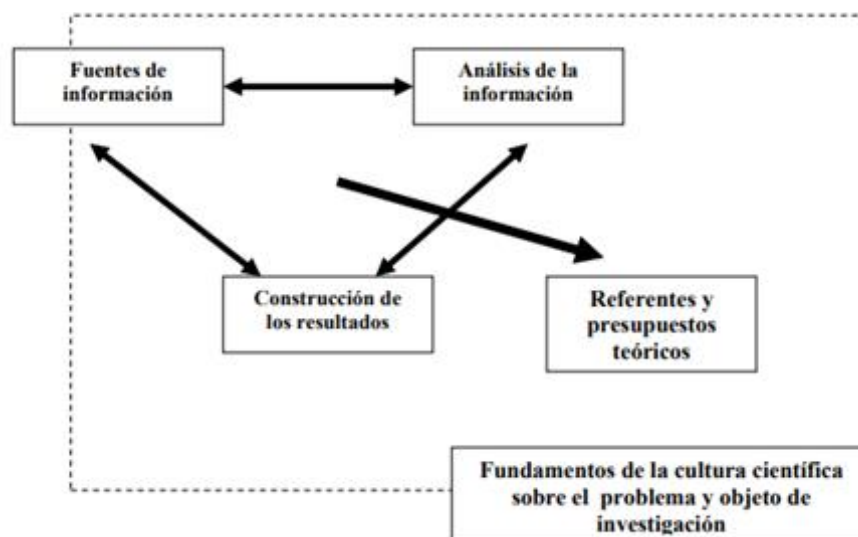 Fuentes de
información
Análisis de la
información
Construcción de
los resultados
Referentes y
presupuestos
teóricos
Fundamentos de la cultura científica
sobre el problema y objeto de
investigación